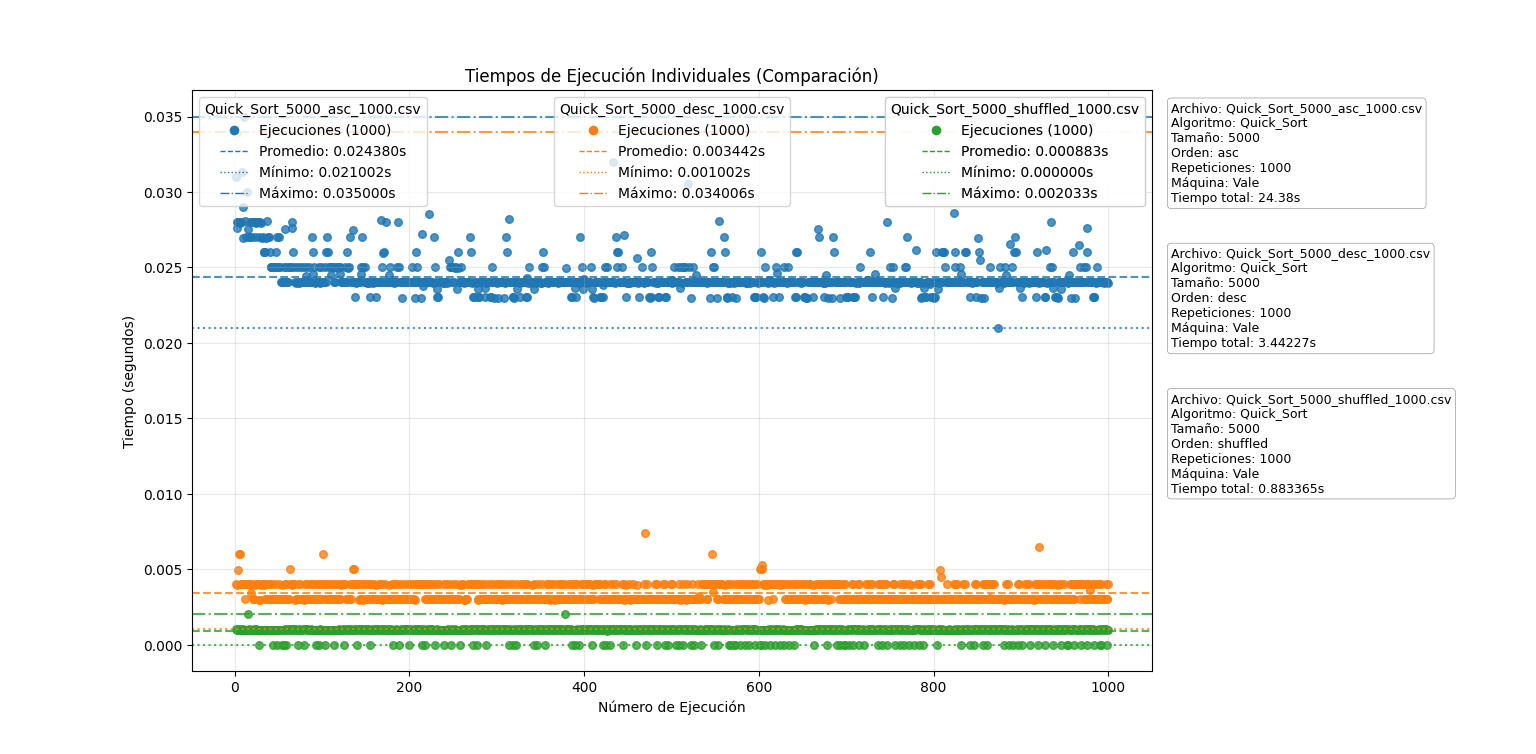 Tiempos de Ejecución Individuales (Comparación)
Quick_Sort_5000_asc_1000.csv
Ejecuciones (1000)
Promedio: 0.024380s
Mínimo: 0.021002s
Máximo: 0.035000s
Quick_Sort_5000_desc_1000.csv
Ejecuciones (1000)
Promedio: 0.003442s
Mínimo: 0.001002s
Máximo: 0.034006s
Quick_Sort_5000_shuffled_1000.csv
Ejecuciones (1000)
Promedio: 0.000883s
Mínimo: 0.000000s
Máximo: 0.002033s
Archivo: Quick_Sort_5000_asc_1000.csv
Algoritmo: Quick_Sort
Tamaño: 5000
Orden: asc
Repeticiones: 1000
Máquina: Vale
Tiempo total: 24.38s
Archivo: Quick_Sort_5000_desc_1000.csv
Algoritmo: Quick_Sort
Tamaño: 5000
Orden: desc
Repeticiones: 1000
Máquina: Vale
Tiempo total: 3.44227s
Archivo: Quick_Sort_5000_shuffled_1000.csv
Algoritmo: Quick_Sort
Tamaño: 5000
Orden: shuffled
Repeticiones: 1000
Máquina: Vale
Tiempo total: 0.883365s
Tiempo (segundos)
0.035
0.030
0.025
0.020
0.015
0.010
0.005
0.000
0 200 400 600 800 1000
Número de Ejecución